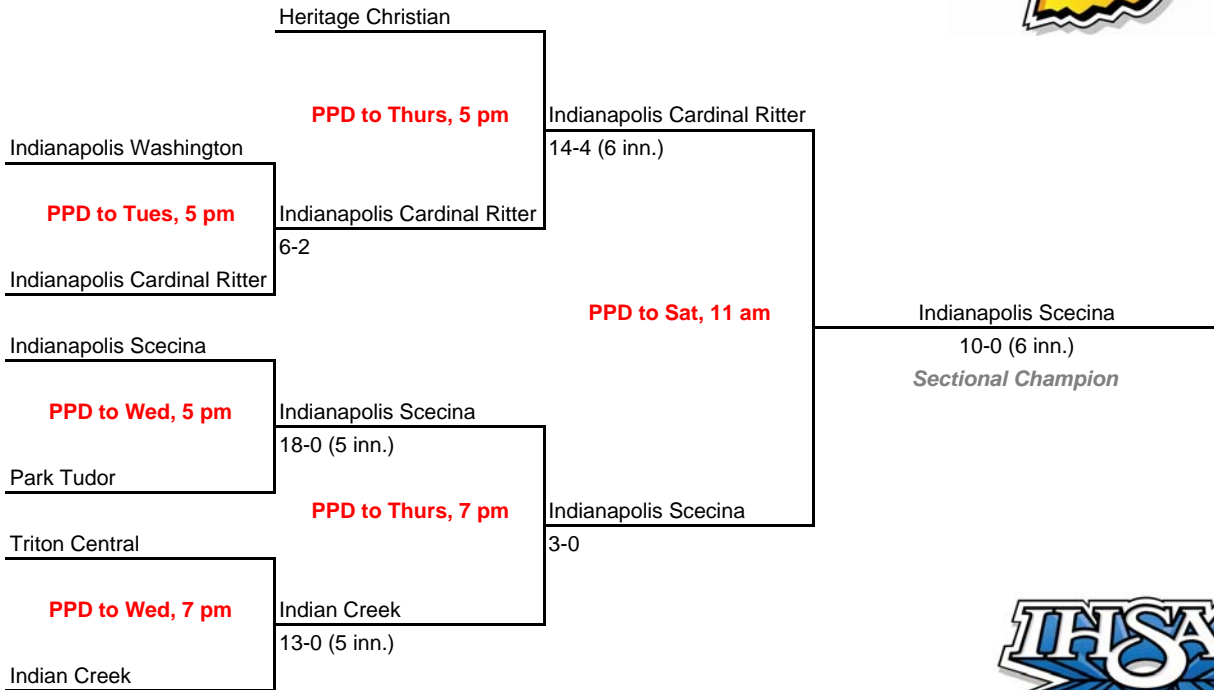 Heritage Christian
PPD to Thurs, 5 pm
Indianapolis Cardinal Ritter
Indianapolis Washington
14-4 (6 inn.)
PPD to Tues, 5 pm
Indianapolis Cardinal Ritter
6-2
Indianapolis Cardinal Ritter
PPD to Sat, 11 am
Indianapolis Scecina
Indianapolis Scecina
10-0 (6 inn.)
Sectional Champion
PPD to Wed, 5 pm
Indianapolis Scecina
18-0 (5 inn.)
Park Tudor
PPD to Thurs, 7 pm
Indianapolis Scecina
Triton Central
3-0
PPD to Wed, 7 pm
Indian Creek
13-0 (5 inn.)
Indian Creek
IHSA